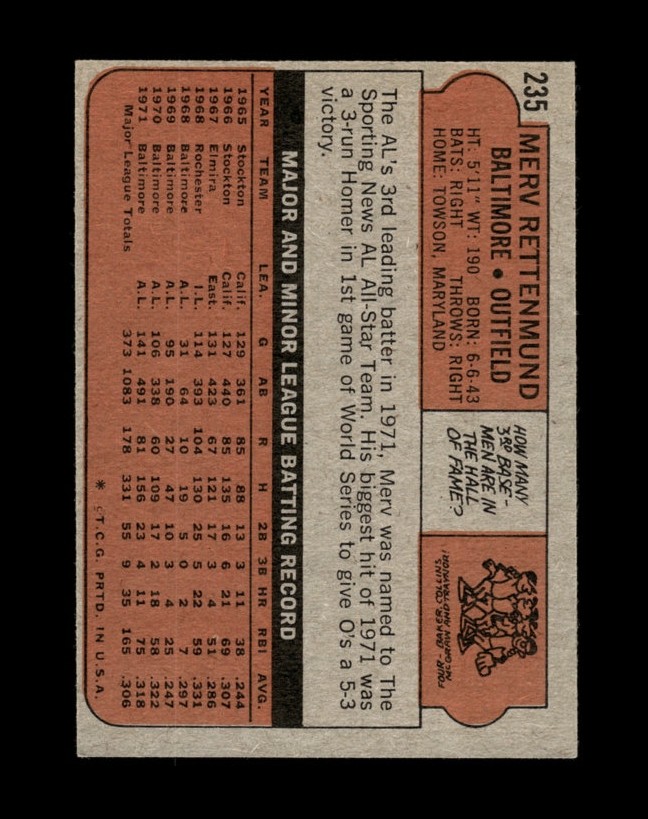 235
MERV RETTENMUND
BALTIMORE • OUTFIELD
HT: 5'11" WT: 190 BORN: 6-6-43
BATS: RIGHT THROWS: RIGHT
HOME: TOWSON, MARYLAND
HOW MANY
3RD BASE-
MEN ARE IN
THE HALL
OF FAME?
FOUR - BAKER, COLLINS
McGRAW AND TRAYNOR!
The AL's 3rd leading batter in 1971, Merv was named to The
Sporting News AL All-Star Team. His biggest hit of 1971 was
a 3-run Homer in 1st game of World Series to give O's a 5-3
victory.
MAJOR AND MINOR LEAGUE BATTING RECORD
YEAR TEAM LEA. G AB R H 2B 3B HR RBI AVG.
1965 Stockton Calif. 129 361 85 88 13 3 11 38 .244
1966 Stockton Calif. 127 440 85 135 16 6 21 69 .307
1967 Elmira East. 131 423 67 121 17 3 4 51 .286
1968 Rochester I.L. 114 393 104 130 25 5 22 59 .331
1968 Baltimore A.L. 31 64 10 19 5 0 2 7 .297
1969 Baltimore A.L. 95 190 27 47 10 3 4 25 .247
1970 Baltimore A.L. 106 338 60 109 17 2 18 58 .322
1971 Baltimore A.L. 141 491 81 156 23 4 11 75 .318
Major League Totals 373 1083 178 331 55 9 35 165 .306
* ©T.C.G. PRTD. IN U.S.A.